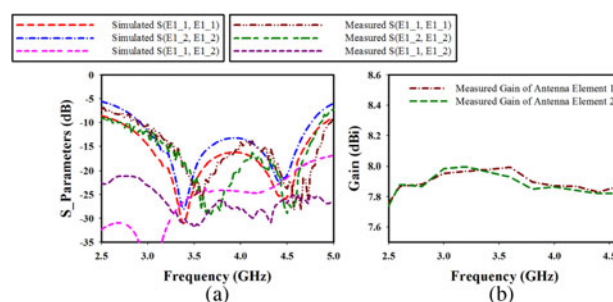 Simulated S(E1_1, E1_1)
Simulated S(E1_2, E1_2)
Simulated S(E1_1, E1_2)
Measured S(E1_1, E1_1)
Measured S(E1_2, E1_2)
Measured S(E1_1, E1_2)
S_Parameters (dB)
0
-5
-10
-15
-20
-25
-30
-35
2.5 3.0 3.5 4.0 4.5 5.0
Frequency (GHz)
(a)
Gain (dBi)
8.6
8.4
8.2
8.0
7.8
7.6
Measured Gain of Antenna Element 1
Measured Gain of Antenna Element 2
2.5 3.0 3.5 4.0 4.5
Frequency (GHz)
(b)